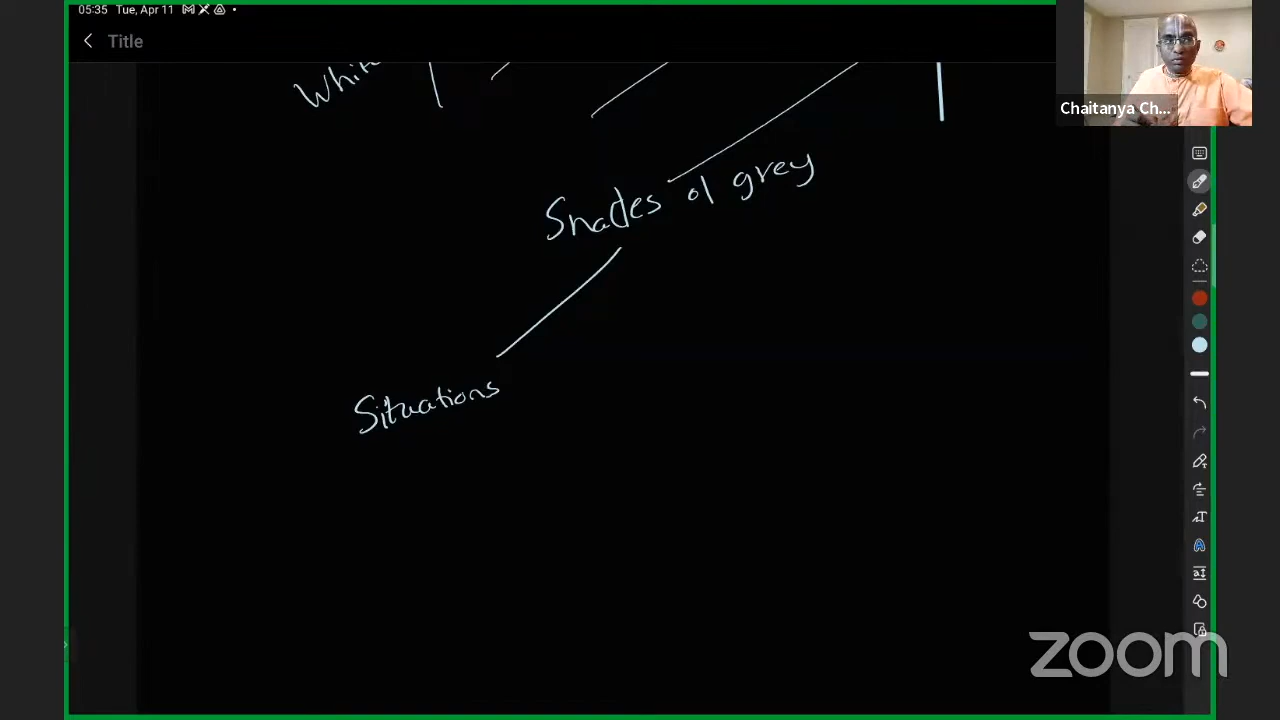 05:35 Tue, Apr 11
Title
Chaitanya Ch...
Shades of grey
Situations
zoom